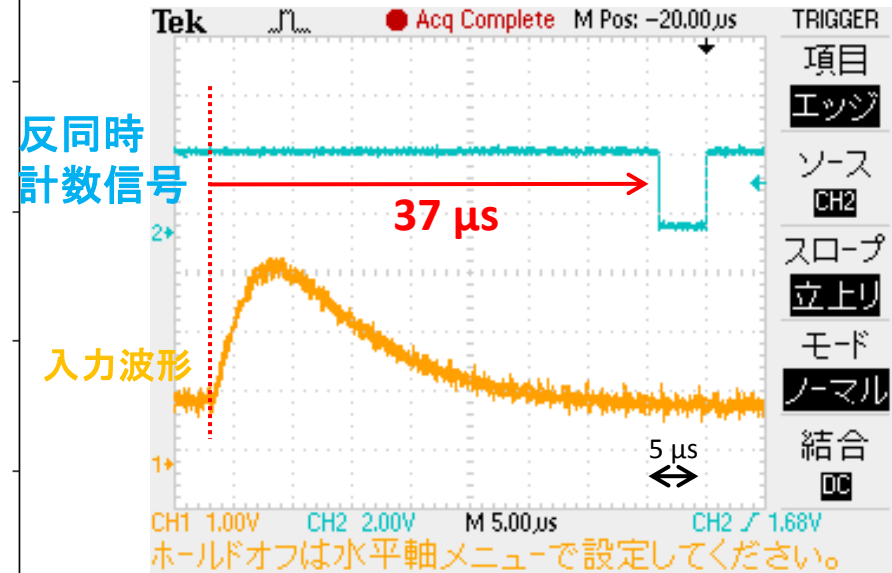 Tek
Acq Complete
M Pos: -20.00µs
TRIGGER
項目
エッジ
反同時
計数信号
ソース
CH2
37 µs
2
スロープ
立上り
入力波形
モード
ノーマル
5 µs
1
結合
DC
CH1 1.00V
CH2 2.00V
M 5.00µs
CH2 ⌠ 1.68V
ホールドオフは水平軸メニューで設定してください。